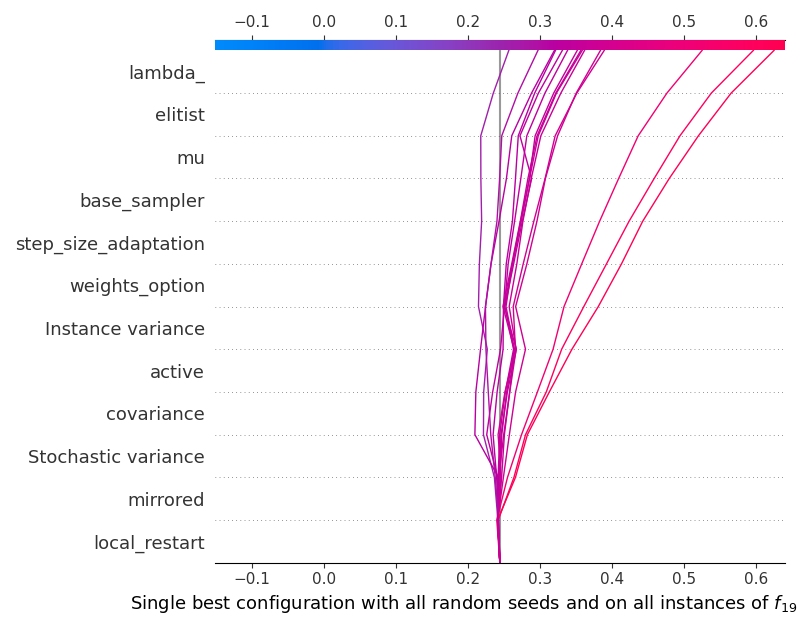 −0.1 0.0 0.1 0.2 0.3 0.4 0.5 0.6
lambda_
elitist
mu
base_sampler
step_size_adaptation
weights_option
Instance variance
active
covariance
Stochastic variance
mirrored
local_restart
−0.1 0.0 0.1 0.2 0.3 0.4 0.5 0.6
Single best configuration with all random seeds and on all instances of f₁₉